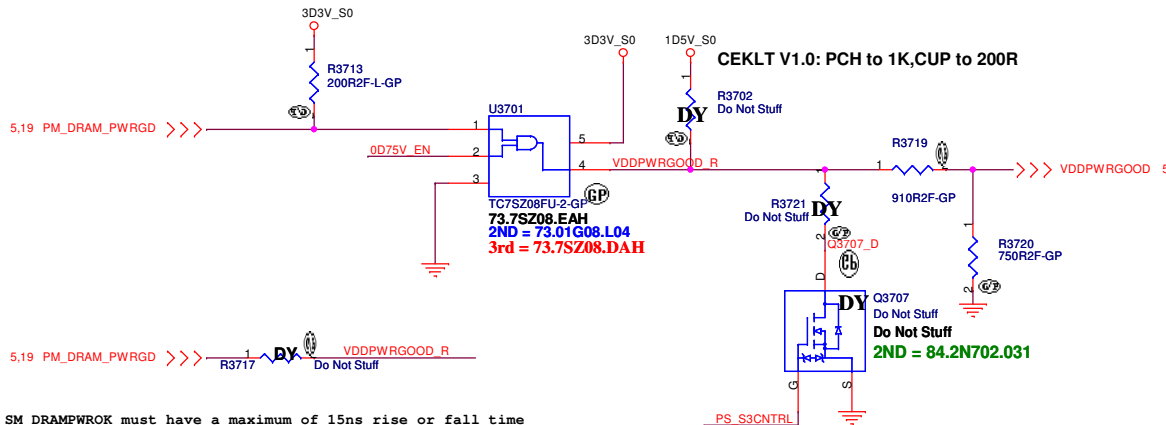 3D3V_S0
1
R3713
200R2F-L-GP
2
3D3V_S0
1D5V_S0
CEKLT V1.0: PCH to 1K,CUP to 200R
1
R3702
Do Not Stuff
DY
U3701
5,19 PM_DRAM_PWRGD
1
5
0D75V_EN
2
4
VDDPWRGOOD_R
3
TC7SZ08FU-2-GP
GP
73.7SZ08.EAH
2ND = 73.01G08.L04
3rd = 73.7SZ08.DAH
R3719
1
910R2F-GP
VDDPWRGOOD 5
1
R3721
DY
Do Not Stuff
2
Q3707_D
1
R3720
750R2F-GP
2
D
DY
Q3707
Do Not Stuff
Do Not Stuff
2ND = 84.2N702.031
G
S
PS_S3CNTRL
5,19 PM_DRAM_PWRGD
1
DY
VDDPWRGOOD_R
R3717
Do Not Stuff
SM DRAMPWROK must have a maximum of 15ns rise or fall time